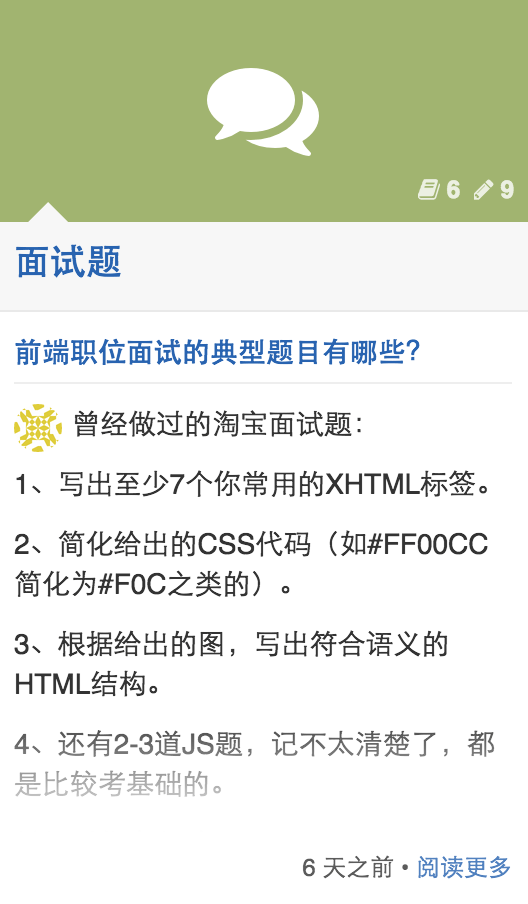 6 9
面试题
前端职位面试的典型题目有哪些？
曾经做过的淘宝面试题：
1、写出至少7个你常用的XHTML标签。
2、简化给出的CSS代码（如#FF00CC
简化为#F0C之类的）。
3、根据给出的图，写出符合语义的
HTML结构。
4、还有2-3道JS题，记不太清楚了，都
是比较考基础的。
6 天之前 • 阅读更多